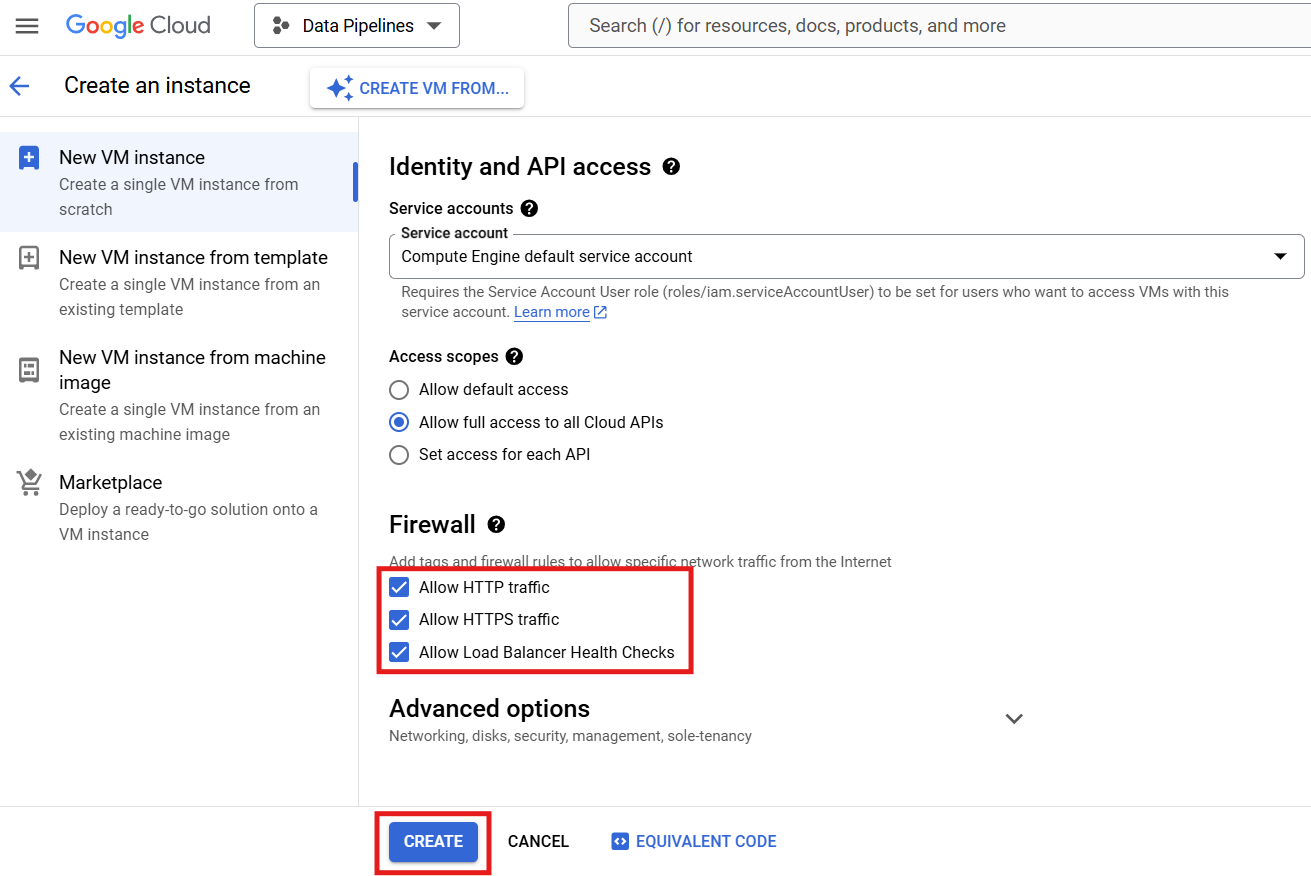 Google Cloud
Data Pipelines
Search (/) for resources, docs, products, and more
Create an instance
CREATE VM FROM...
New VM instance
Create a single VM instance from
scratch
New VM instance from template
Create a single VM instance from an
existing template
New VM instance from machine
image
Create a single VM instance from an
existing machine image
Marketplace
Deploy a ready-to-go solution onto a
VM instance
Identity and API access
Service accounts
Service account
Compute Engine default service account
Requires the Service Account User role (roles/iam.serviceAccountUser) to be set for users who want to access VMs with this
service account. Learn more
Access scopes
Allow default access
Allow full access to all Cloud APIs
Set access for each API
Firewall
Add tags and firewall rules to allow specific network traffic from the Internet
Allow HTTP traffic
Allow HTTPS traffic
Allow Load Balancer Health Checks
Advanced options
Networking, disks, security, management, sole-tenancy
CREATE
CANCEL
EQUIVALENT CODE